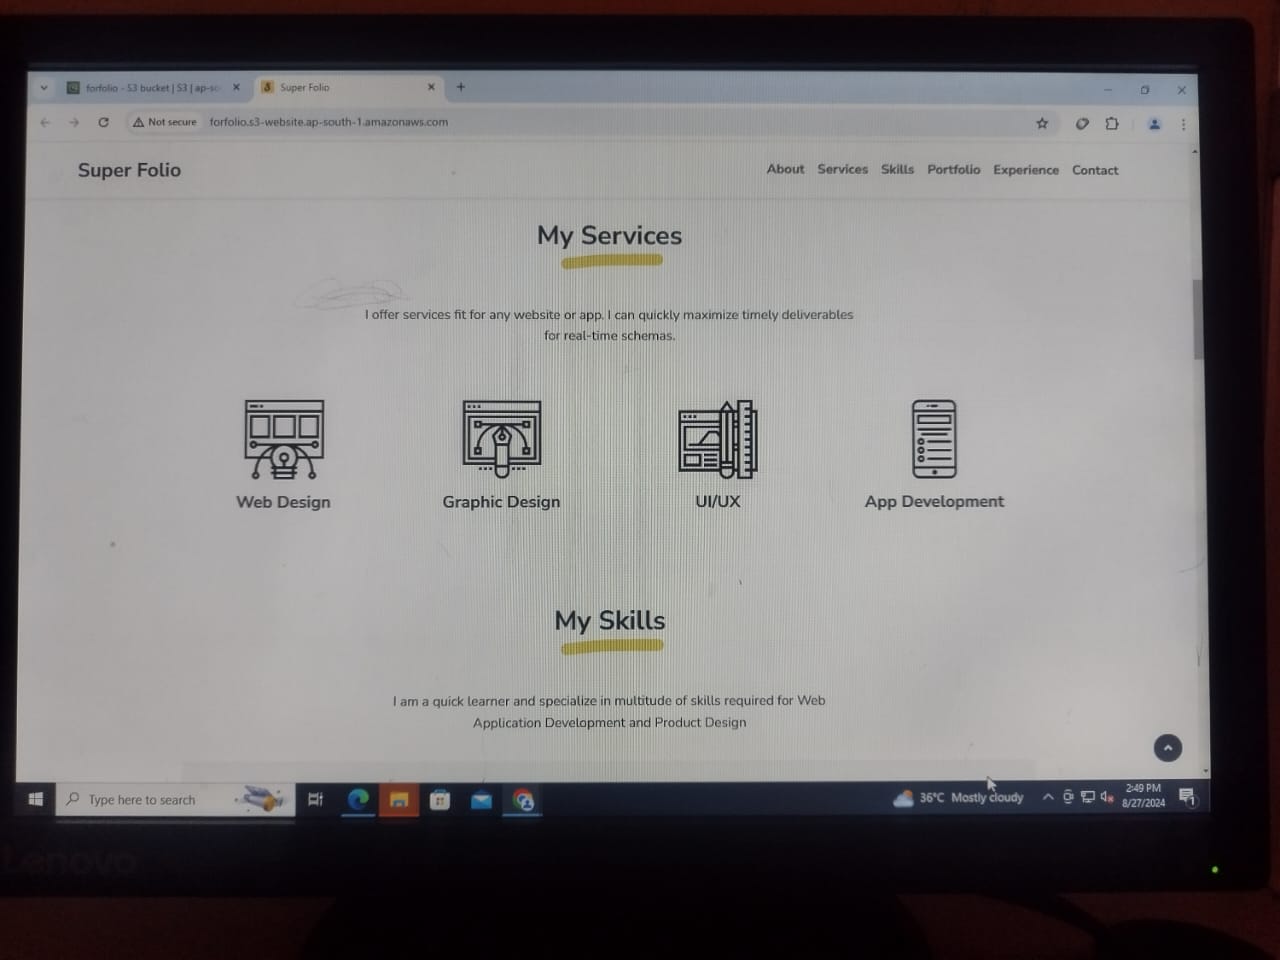 forfolio - S3 bucket | S3 | ap-so
Super Folio
Not secure
forfolio.s3-website.ap-south-1.amazonaws.com
Super Folio
About Services Skills Portfolio Experience Contact
My Services
I offer services fit for any website or app. I can quickly maximize timely deliverables
for real-time schemas.
Web Design Graphic Design UI/UX App Development
My Skills
I am a quick learner and specialize in multitude of skills required for Web
Application Development and Product Design
Type here to search
36°C Mostly cloudy
2:49 PM
8/27/2024
1
Lenovo